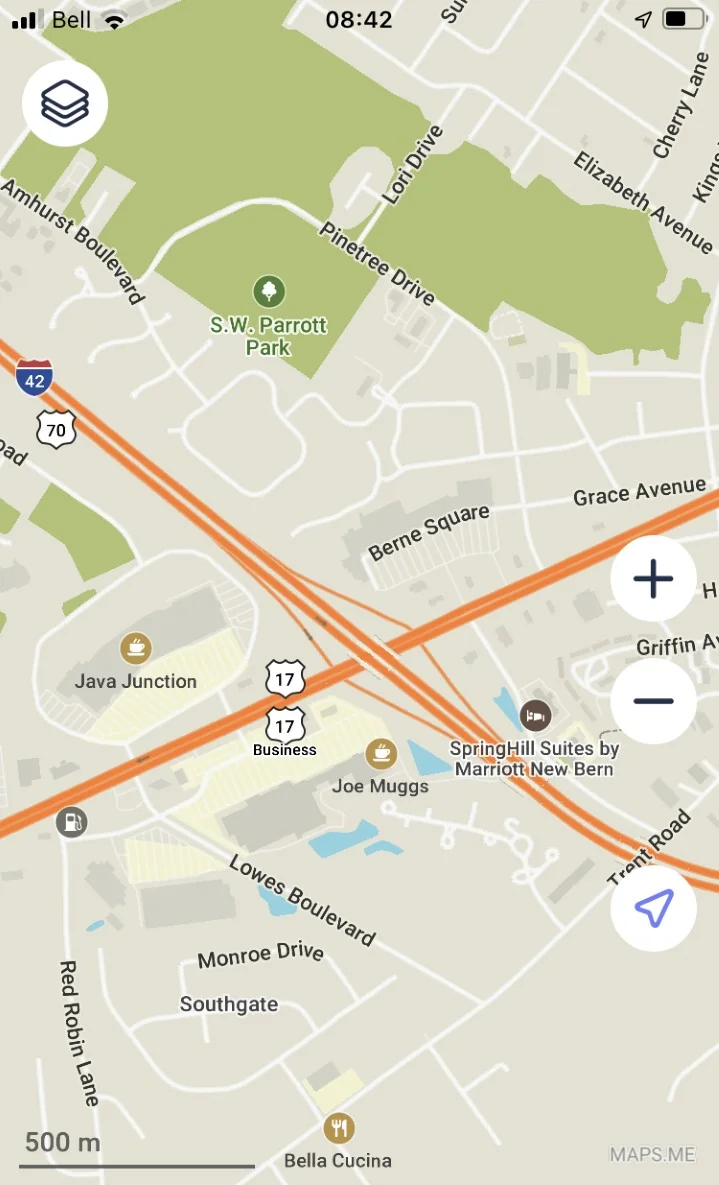 Bell
08:42
Cherry Lane
Lori Drive
Elizabeth Avenue
Amhurst Boulevard
Pinetree Drive
S.W. Parrott
Park
42
70
Grace Avenue
Berne Square
Griffin
Java Junction
17
17
Business
SpringHill Suites by
Marriott New Bern
Joe Muggs
Trent Road
Lowes Boulevard
Monroe Drive
Southgate
Red Robin Lane
500 m
Bella Cucina
MAPS.ME